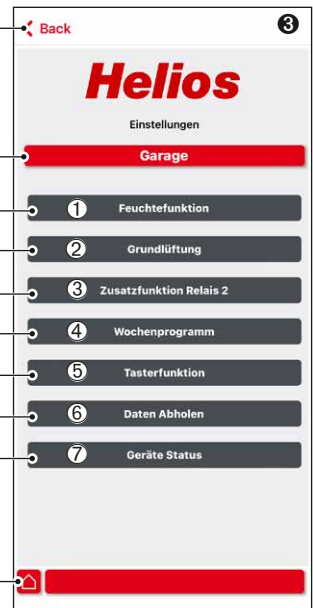 Back ❸
Helios
Einstellungen
Garage
① Feuchtefunktion
② Grundlüftung
③ Zusatzfunktion Relais 2
④ Wochenprogramm
⑤ Tasterfunktion
⑥ Daten Abholen
⑦ Geräte Status